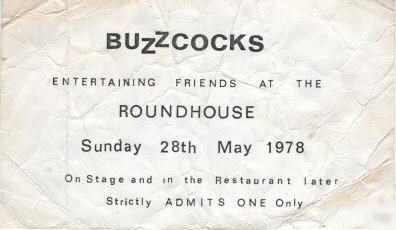 BUZZCOCKS
ENTERTAINING FRIENDS AT THE
ROUNDHOUSE
Sunday 28th May 1978
On Stage and in the Restaurant Later
Strictly ADMITS ONE Only